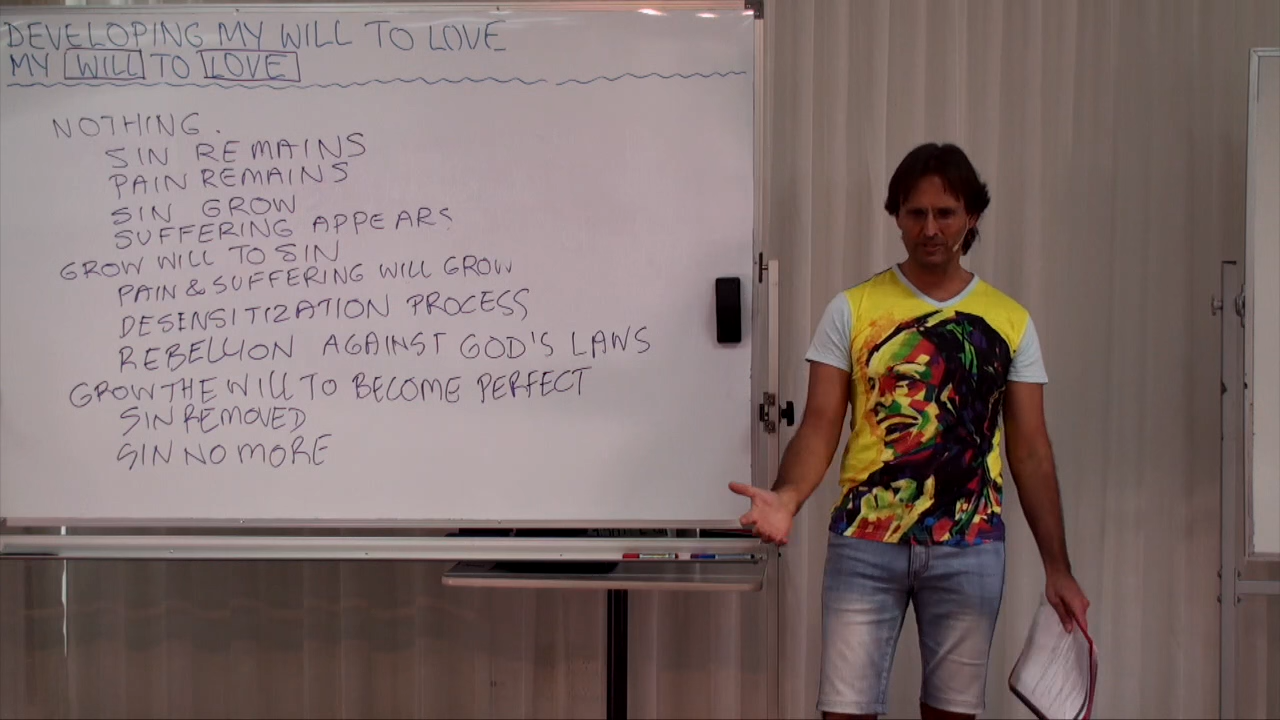 DEVELOPING MY WILL TO LOVE
MY WILL TO LOVE
NOTHING.
SIN REMAINS
PAIN REMAINS
SIN GROW
SUFFERING APPEARS
GROW WILL TO SIN
PAIN & SUFFERING WILL GROW
DESENSITIZATION PROCESS
REBELLION AGAINST GOD'S LAWS
GROW THE WILL TO BECOME PERFECT
SIN REMOVED
SIN NO MORE